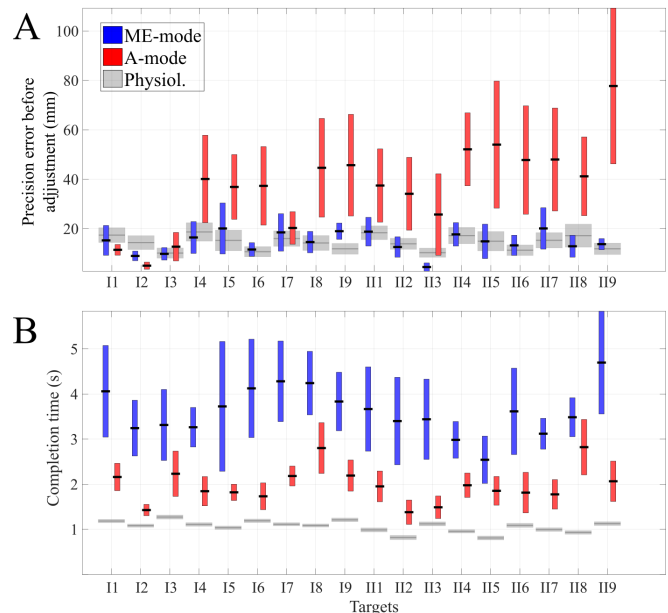 A
ME-mode
A-mode
Physiol.
Precision error before
adjjustment (mm)
100
80
60
40
20
I1 I2 I3 I4 I5 I6 I7 I8 I9 II1 II2 II3 II4 II5 II6 II7 II8 II9
B
Completion time (s)
5
4
3
2
1
I1 I2 I3 I4 I5 I6 I7 I8 I9 II1 II2 II3 II4 II5 II6 II7 II8 II9
Targets